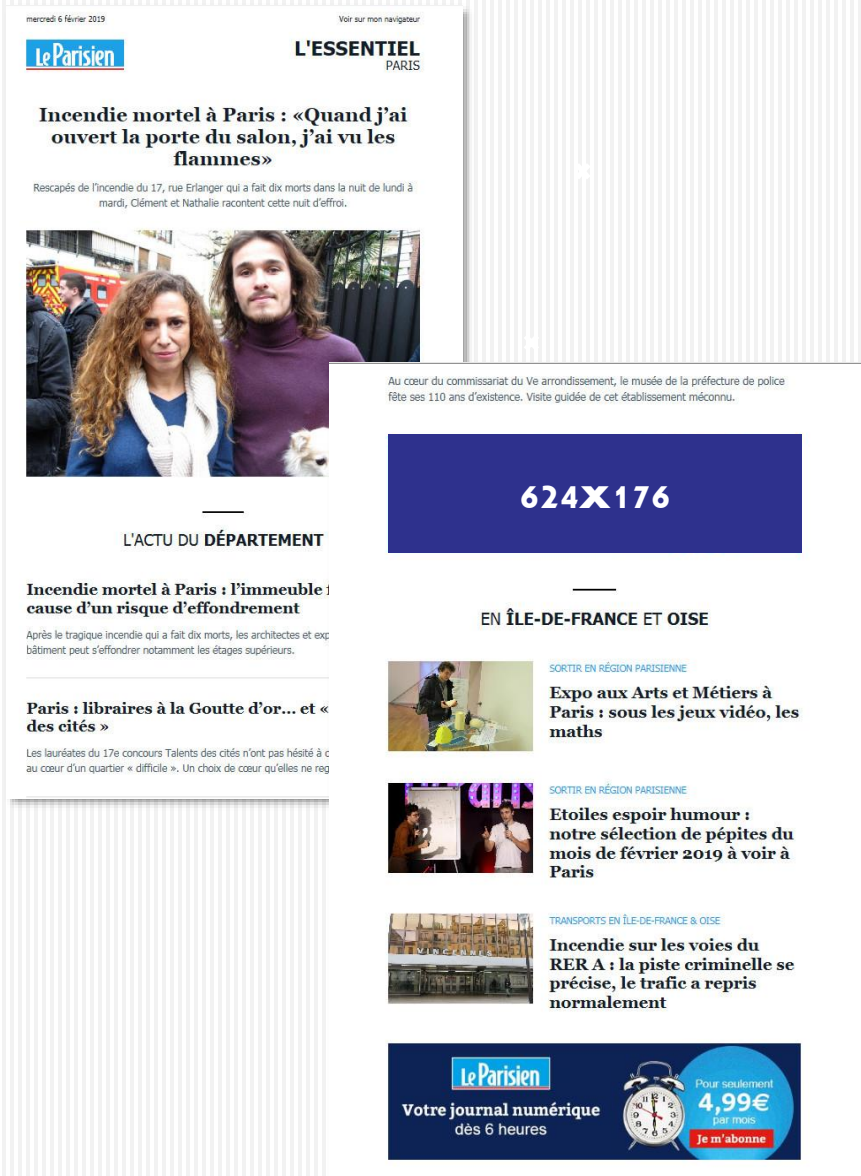 mercredi 6 février 2019
Voir sur mon navigateur
Le Parisien
L'ESSENTIEL
PARIS
Incendie mortel à Paris : «Quand j'ai
ouvert la porte du salon, j'ai vu les
flammes»
Rescapés de l'incendie du 17, rue Erlanger qui a fait dix morts dans la nuit de lundi à
mardi, Clément et Nathalie racontent cette nuit d'effroi.
L'ACTU DU DÉPARTEMENT
Incendie mortel à Paris : l'immeuble
cause d'un risque d'effondrement
Après le tragique incendie qui a fait dix morts, les architectes et
bâtiment peut s'effondrer notamment les étages supérieurs.
Paris : libraires à la Goutte d'or... et «
des cités »
Les lauréates du 17e concours Talents des cités n'ont pas hésité à
au cœur d'un quartier « difficile ». Un choix de cœur qu'elles ne
Au cœur du commissariat du Ve arrondissement, le musée de la préfecture de police
fête ses 110 ans d'existence. Visite guidée de cet établissement méconnu.
624X176
EN ÎLE-DE-FRANCE ET OISE
SORTIR EN RÉGION PARISIENNE
Expo aux Arts et Métiers à
Paris : sous les jeux vidéo, les
maths
SORTIR EN RÉGION PARISIENNE
Etoiles espoir humour :
notre sélection de pépites du
mois de février 2019 à voir à
Paris
TRANSPORTS EN ÎLE-DE-FRANCE & OISE
VINCENNES
Incendie sur les voies du
RER A : la piste criminelle se
précise, le trafic a repris
normalement
Le Parisien
Votre journal numérique
dès 6 heures
Pour seulement
4,99€
par mois
Je m'abonne